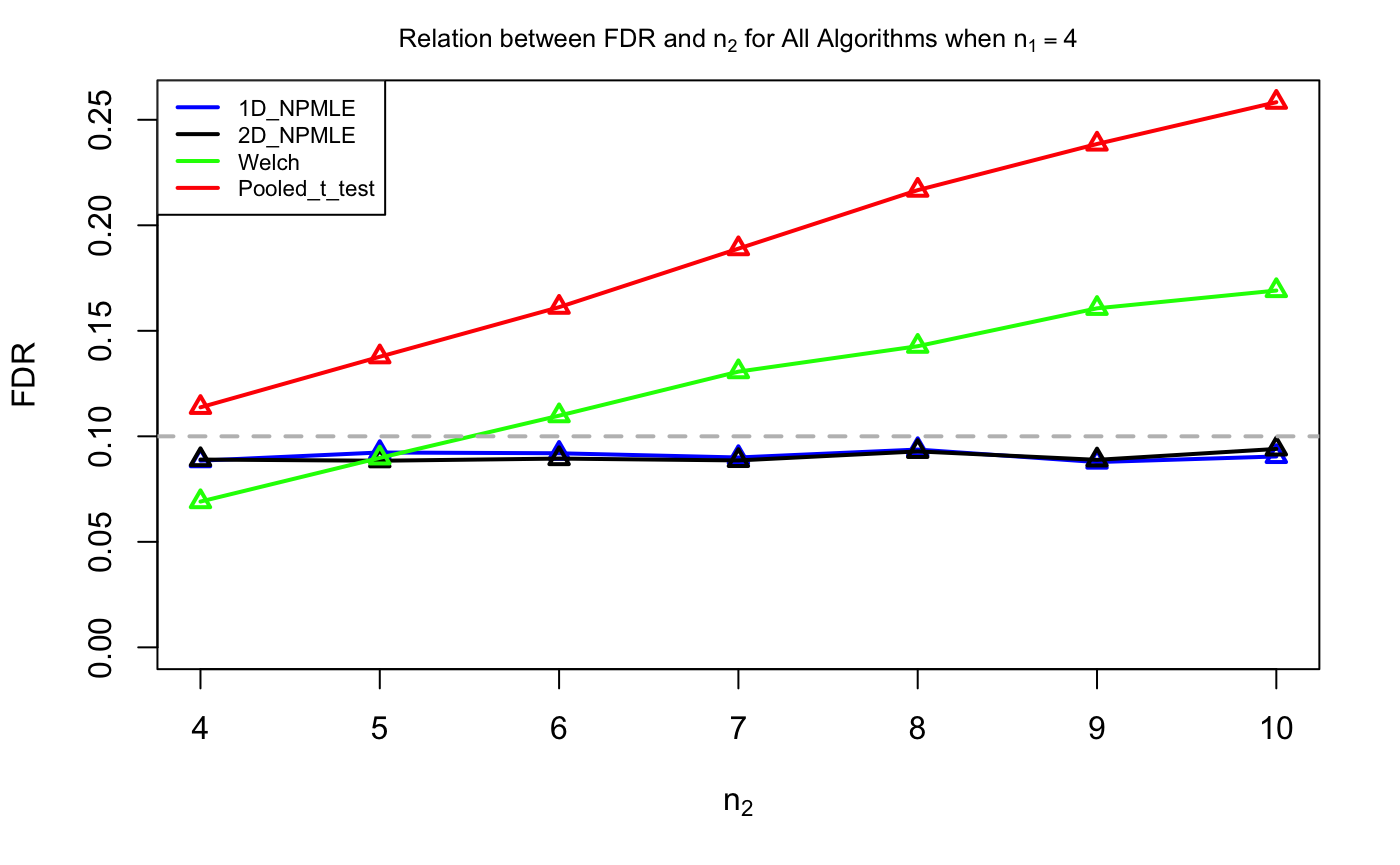 Relation between FDR and n₂ for All Algorithms when n₁ = 4
1D_NPMLE
2D_NPMLE
Welch
Pooled_t_test
FDR
0.25
0.20
0.15
0.10
0.05
0.00
4 5 6 7 8 9 10
n₂